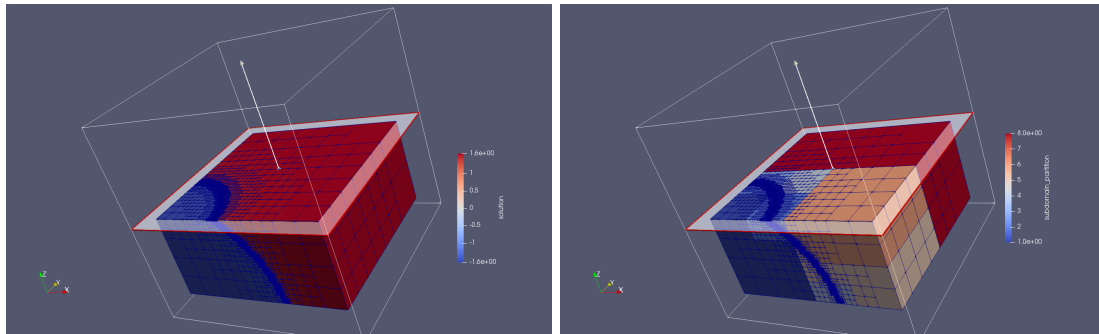 1.6e+00
1
0.5
0
-0.5
-1
-1.6e+00
solution
Z
Y
X
8.0e+00
7
6
5
4
3
2
1.0e+00
subdomain_partition
Z
Y
X